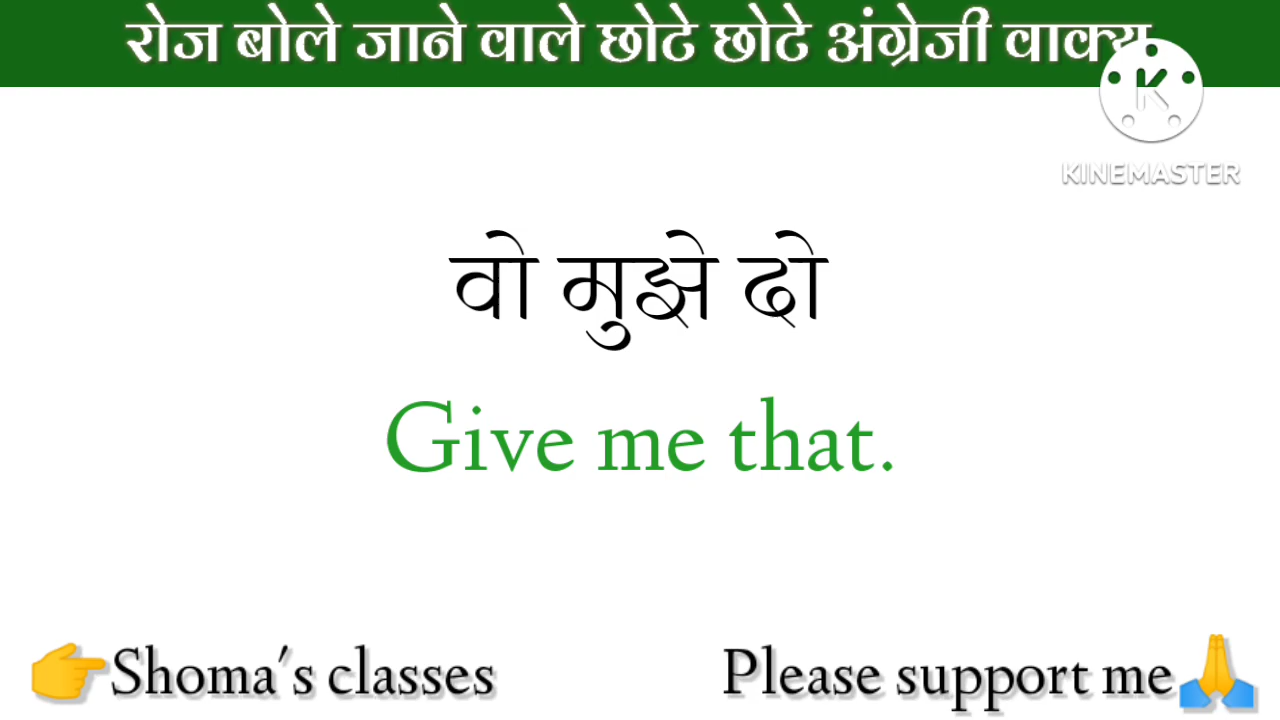 रोज बोले जाने वाले छोटे छोटे अंग्रेजी वाक्य
K
KINEMASTER
वो मुझे दो
Give me that.
👉Shoma's classes
Please support me🙏